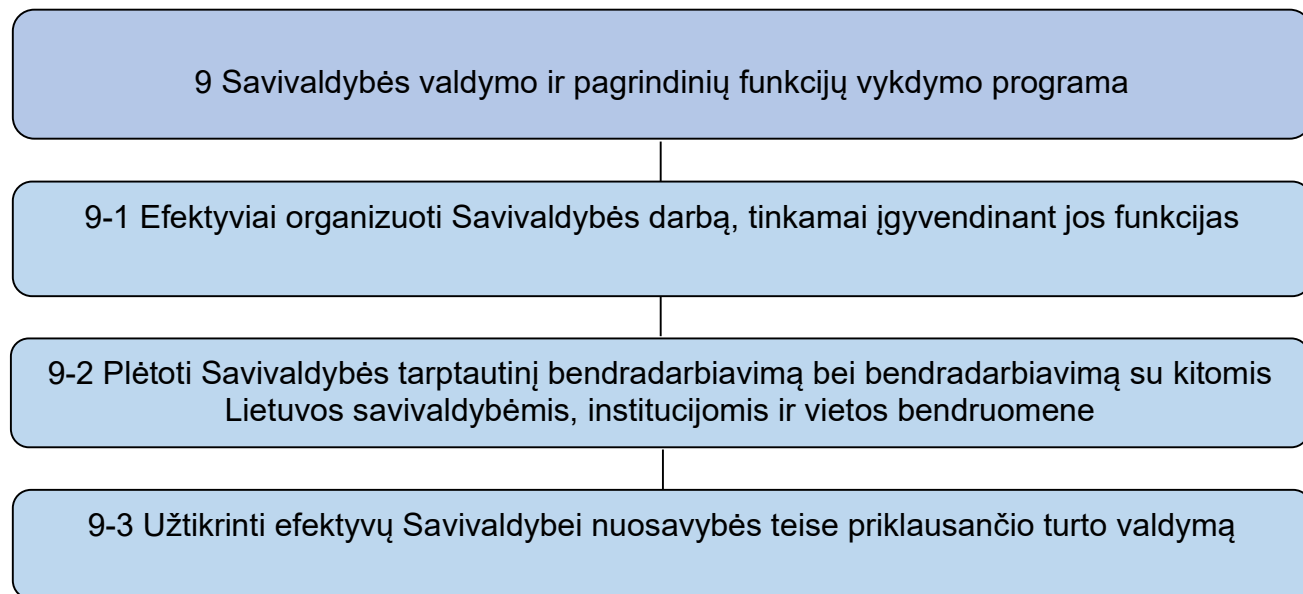 9 Savivaldybės valdymo ir pagrindinių funkcijų vykdymo programa
9-1 Efektyviai organizuoti Savivaldybės darbą, tinkamai įgyvendinant jos funkcijas
9-2 Plėtoti Savivaldybės tarptautinį bendradarbiavimą bei bendradarbiavimą su kitomis
Lietuvos savivaldybėmis, institucijomis ir vietos bendruomene
9-3 Užtikrinti efektyvų Savivaldybei nuosavybės teise priklausančio turto valdymą